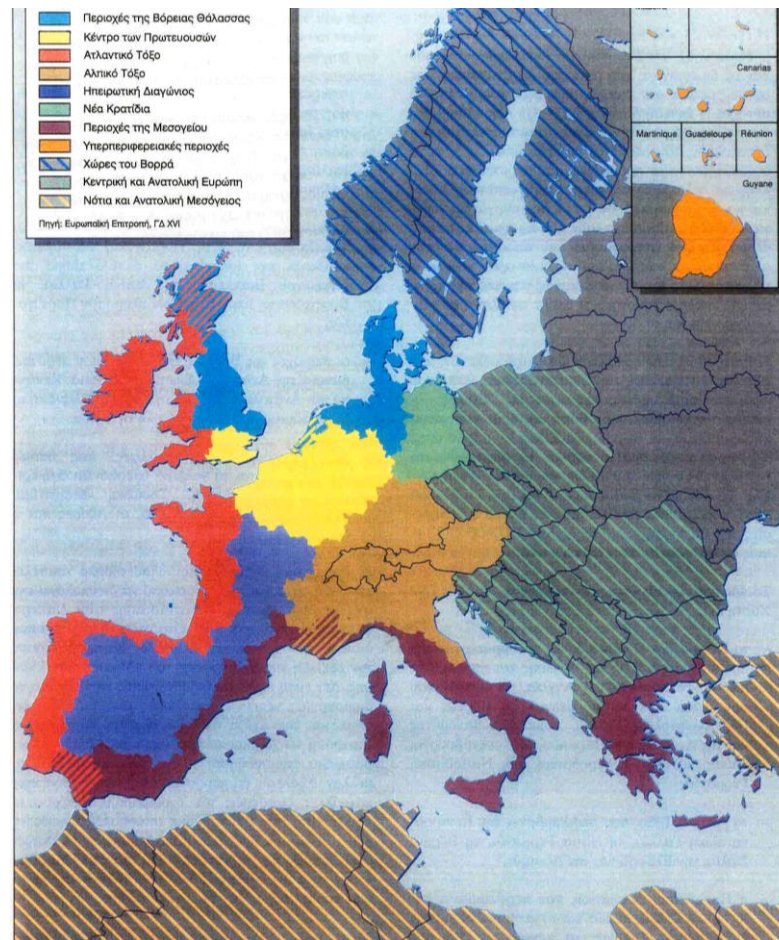 Περιοχές της Βόρειας Θάλασσας
Κέντρο των Πρωτευουσών
Ατλαντικό Τόξο
Αλπικό Τόξο
Ηπειρωτική Διαγώνιος
Νέα Κρατίδια
Περιοχές της Μεσογείου
Υπερπεριφερειακές περιοχές
Χώρες του Βορρά
Κεντρική και Ανατολική Ευρώπη
Νότια και Ανατολική Μεσόγειος
Πηγή: Ευρωπαϊκή Επιτροπή, ΓΔ XVI
Canarias
Martinique
Guadeloupe
Réunion
Guyane